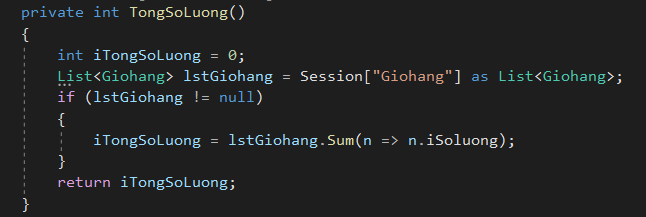 private int TongSoLuong()
{
int iTongSoLuong = 0;
List<Giohang> lstGiohang = Session["Giohang"] as List<Giohang>;
if (lstGiohang != null)
{
iTongSoLuong = lstGiohang.Sum(n => n.iSoluong);
}
return iTongSoLuong;
}